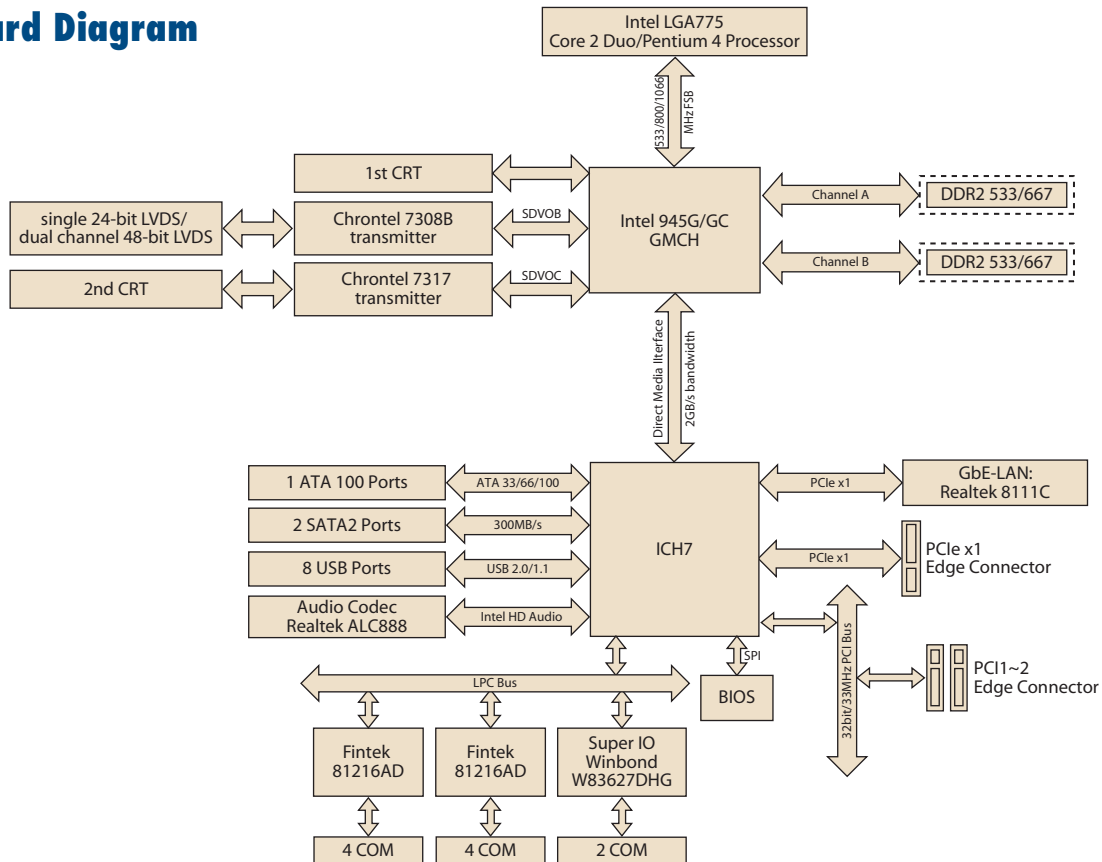 ard Diagram
Intel LGA775
Core 2 Duo/Pentium 4 Processor
533/800/1066
MHz FSB
1st CRT
single 24-bit LVDS/
dual channel 48-bit LVDS
Chrontel 7308B
transmitter
SDVOB
2nd CRT
Chrontel 7317
transmitter
SDVOC
Intel 945G/GC
GMCH
Channel A
DDR2 533/667
Channel B
DDR2 533/667
Direct Media IIterface
2GB/s bandwidth
1 ATA 100 Ports
ATA 33/66/100
2 SATA2 Ports
300MB/s
8 USB Ports
USB 2.0/1.1
Audio Codec
Realtek ALC888
Intel HD Audio
ICH7
PCIe x1
GbE-LAN:
Realtek 8111C
PCIe x1
PCIe x1
Edge Connector
32bit/33MHz PCI Bus
PCI1~2
Edge Connector
SPI
BIOS
LPC Bus
Fintek
81216AD
Fintek
81216AD
Super IO
Winbond
W83627DHG
4 COM
4 COM
2 COM